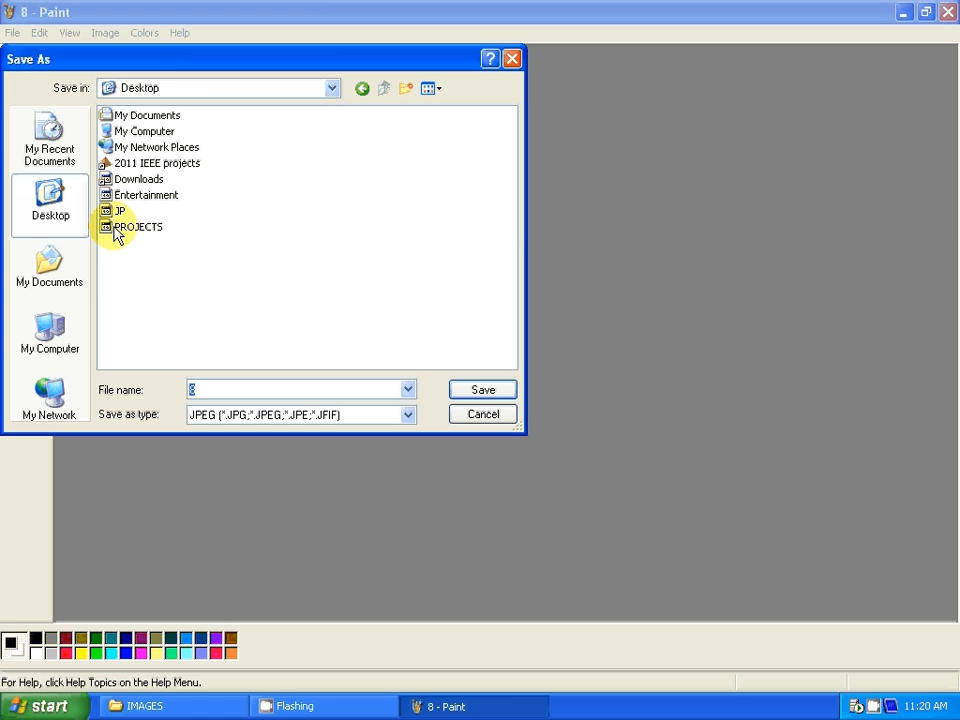 8 - Paint
File Edit View Image Colors Help
Save As
Save in: Desktop
My Recent Documents
Desktop
My Documents
My Computer
My Network
My Documents
My Computer
My Network Places
2011 IEEE projects
Downloads
Entertainment
JP
PROJECTS
File name: 8 Save
Save as type: JPEG (*.JPG;*.JPEG;*.JPE;*.JFIF) Cancel
For Help, click Help Topics on the Help Menu.
start IMAGES Flashing 8 - Paint 11:20 AM